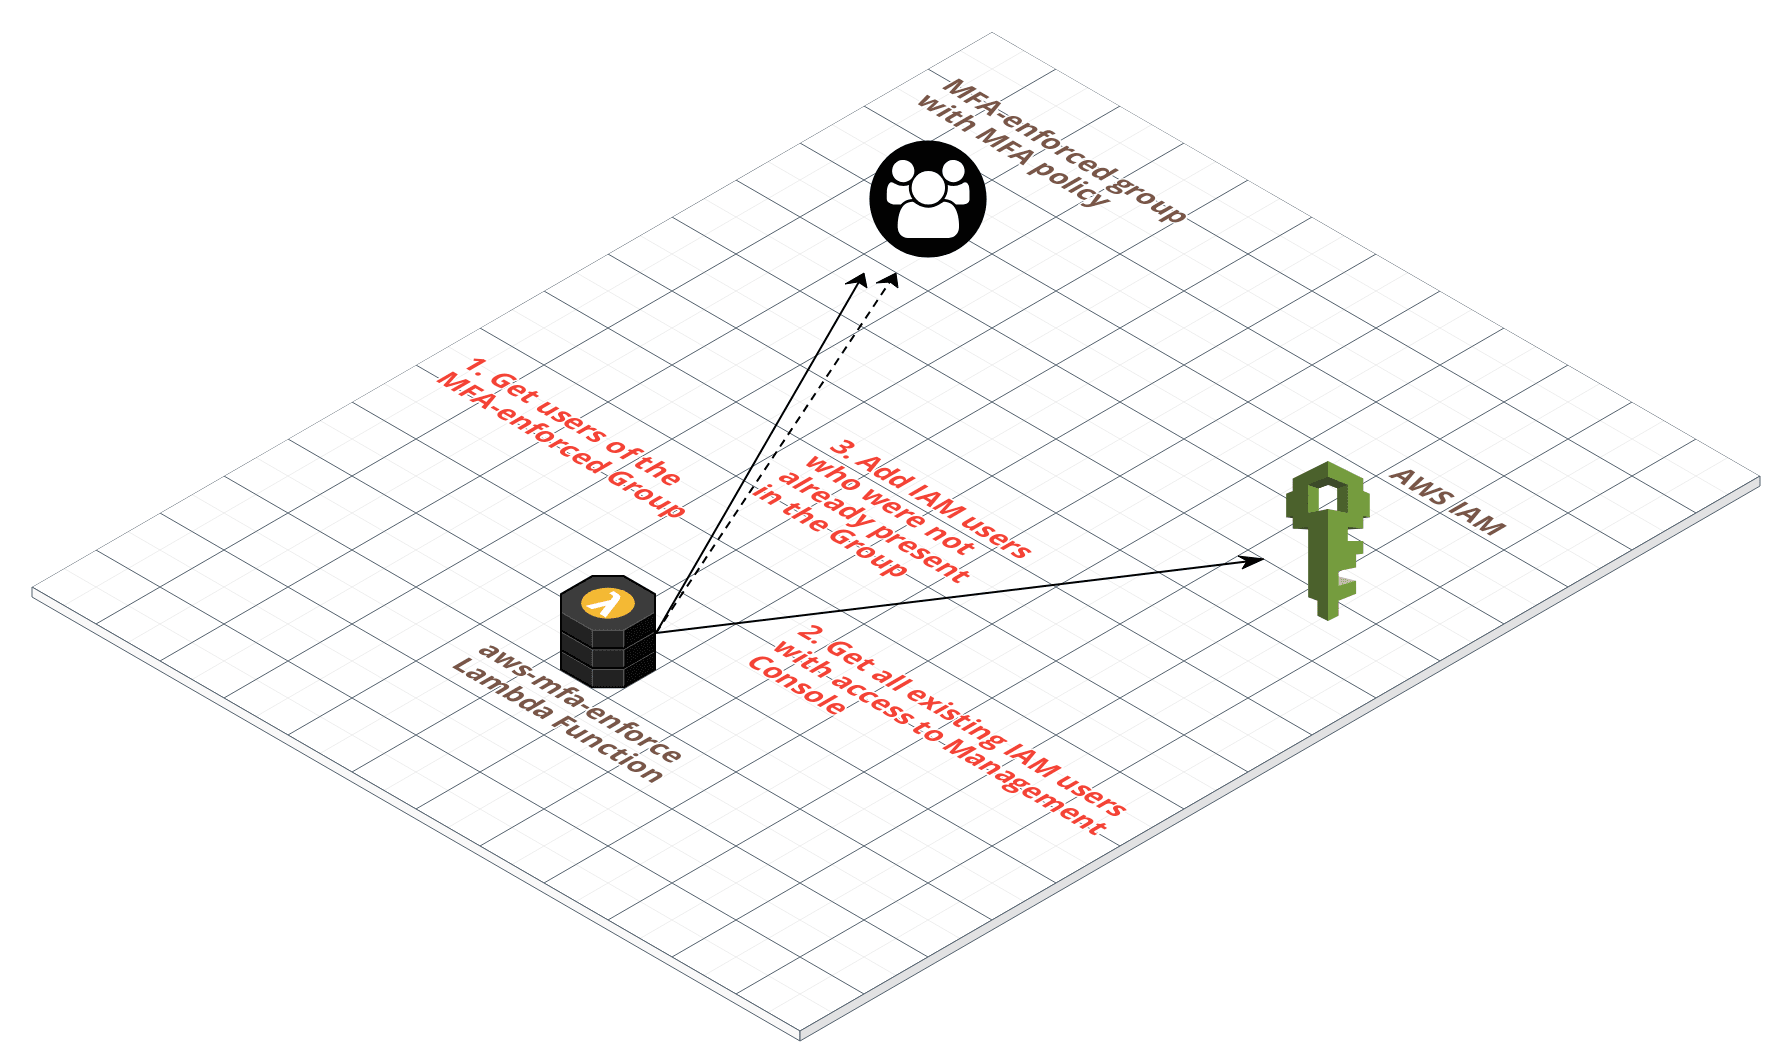 MFA-enforced group
with MFA policy
1. Get users of the
MFA-enforced Group
3. Add IAM users
who were not
already present
in the Group
AWS IAM
λ
aws-mfa-enforce
Lambda Function
2. Get all existing IAM users
with access to Management
Console